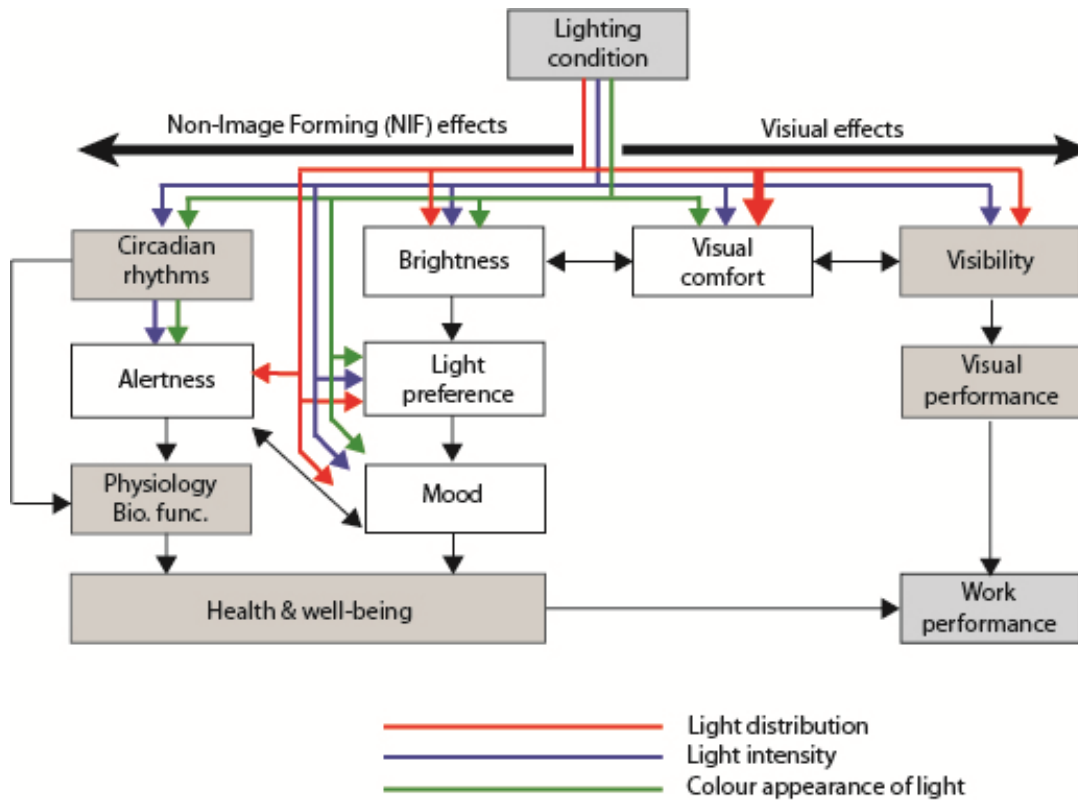 Lighting
condition
Non-Image Forming (NIF) effects
Visiual effects
Circadian
rhythms
Brightness
Visual
comfort
Visibility
Alertness
Light
preference
Visual
performance
Physiology
Bio. func.
Mood
Health & well-being
Work
performance
Light distribution
Light intensity
Colour appearance of light